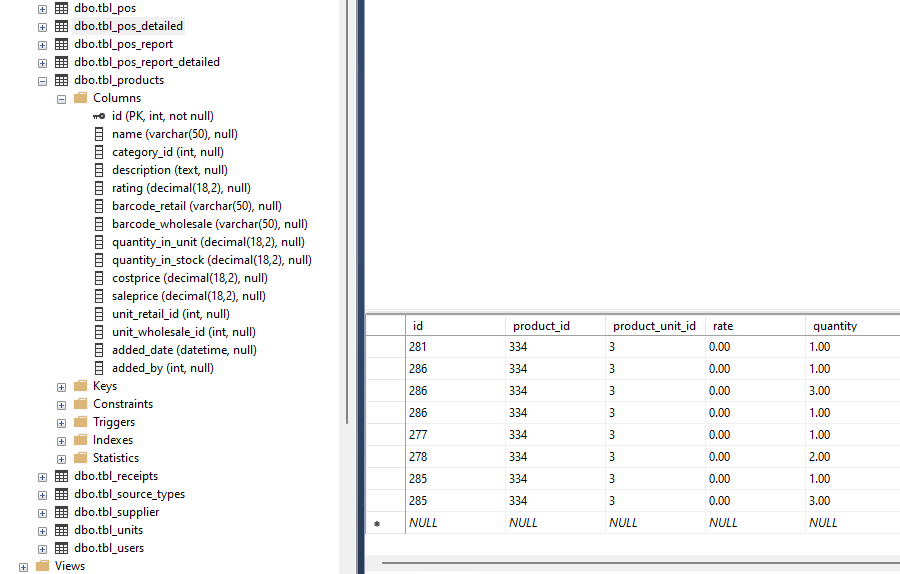 dbo.tbl_pos
dbo.tbl_pos_detailed
dbo.tbl_pos_report
dbo.tbl_pos_report_detailed
dbo.tbl_products
Columns
id (PK, int, not null)
name (varchar(50), null)
category_id (int, null)
description (text, null)
rating (decimal(18,2), null)
barcode_retail (varchar(50), null)
barcode_wholesale (varchar(50), null)
quantity_in_unit (decimal(18,2), null)
quantity_in_stock (decimal(18,2), null)
costprice (decimal(18,2), null)
saleprice (decimal(18,2), null)
unit_retail_id (int, null)
unit_wholesale_id (int, null)
added_date (datetime, null)
added_by (int, null)
Keys
Constraints
Triggers
Indexes
Statistics
dbo.tbl_receipts
dbo.tbl_source_types
dbo.tbl_supplier
dbo.tbl_units
dbo.tbl_users
Views
id product_id product_unit_id rate quantity
281 334 3 0.00 1.00
286 334 3 0.00 1.00
286 334 3 0.00 3.00
286 334 3 0.00 1.00
277 334 3 0.00 1.00
278 334 3 0.00 2.00
285 334 3 0.00 1.00
285 334 3 0.00 3.00
NULL NULL NULL NULL NULL